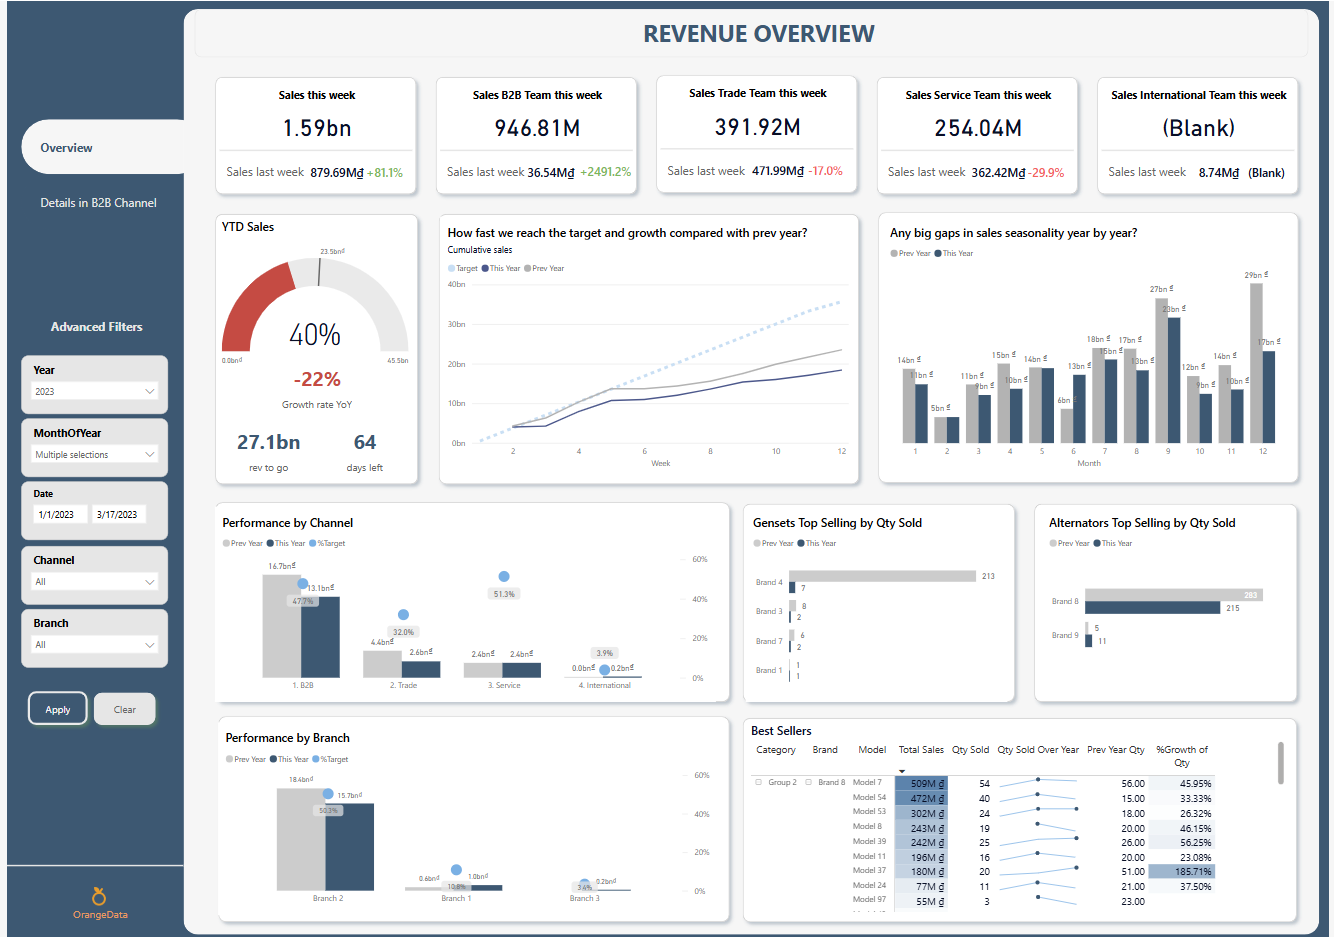 REVENUE OVERVIEW
Overview
Details in B2B Channel
Advanced Filters
Year
2023
MonthOfYear
Multiple selections
Date
1/1/2023 3/17/2023
Channel
All
Branch
All
Apply Clear
OrangeData
Sales this week
1.59bn
Sales last week 879.69M₫ +81.1%
Sales B2B Team this week
946.81M
Sales last week 36.54M₫ +2491.2%
Sales Trade Team this week
391.92M
Sales last week 471.99M₫ -17.0%
Sales Service Team this week
254.04M
Sales last week 362.42M₫ -29.9%
Sales International Team this week
(Blank)
Sales last week 8.74M₫ (Blank)
YTD Sales
23.5bn₫
40%
0.0bn₫ 45.5bn
-22%
Growth rate YoY
27.1bn 64
rev to go days left
How fast we reach the target and growth compared with prev year?
Cumulative sales
Target This Year Prev Year
40bn
30bn
20bn
10bn
0bn
2 4 6 8 10 12
Week
Any big gaps in sales seasonality year by year?
Prev Year This Year
29bn ₫
27bn ₫
23bn ₫
18bn ₫ 17bn ₫ 17bn ₫
14bn ₫ 15bn ₫ 14bn ₫ 15bn ₫ 14bn ₫
11bn ₫ 11bn ₫ 9bn ₫ 10bn ₫ 13bn ₫ 13bn ₫ 12bn ₫ 9bn ₫ 10bn ₫
5bn ₫ 6bn ₫
1 2 3 4 5 6 7 8 9 10 11 12
Month
Performance by Channel
Prev Year This Year %Target
60%
40%
20%
0%
16.7bn₫ 13.1bn₫
47.7%
4.4bn₫ 2.6bn₫
32.0%
2.4bn₫ 2.4bn₫
51.3%
0.0bn₫ 0.2bn₫
3.9%
1. B2B 2. Trade 3. Service 4. International
Gensets Top Selling by Qty Sold
Prev Year This Year
Brand 4 213
7
Brand 3 8
2
Brand 7 6
2
Brand 1 1
1
Alternators Top Selling by Qty Sold
Prev Year This Year
Brand 8 283
215
Brand 9 5
11
Performance by Branch
Prev Year This Year %Target
60%
40%
20%
0%
18.4bn₫ 15.7bn₫
50.3%
0.6bn₫ 1.0bn₫
10.8%
0.2bn₫
3.4%
Branch 2 Branch 1 Branch 3
Best Sellers
Category Brand Model Total Sales Qty Sold Qty Sold Over Year Prev Year Qty %Growth of
Qty
Group 2 Brand 8 Model 7 509M ₫ 54 56.00 45.95%
Model 54 472M ₫ 40 15.00 33.33%
Model 53 302M ₫ 24 18.00 26.32%
Model 8 243M ₫ 19 20.00 46.15%
Model 39 242M ₫ 25 26.00 56.25%
Model 11 196M ₫ 16 20.00 23.08%
Model 37 180M ₫ 20 51.00 185.71%
Model 24 77M ₫ 11 21.00 37.50%
Model 97 55M ₫ 3 23.00